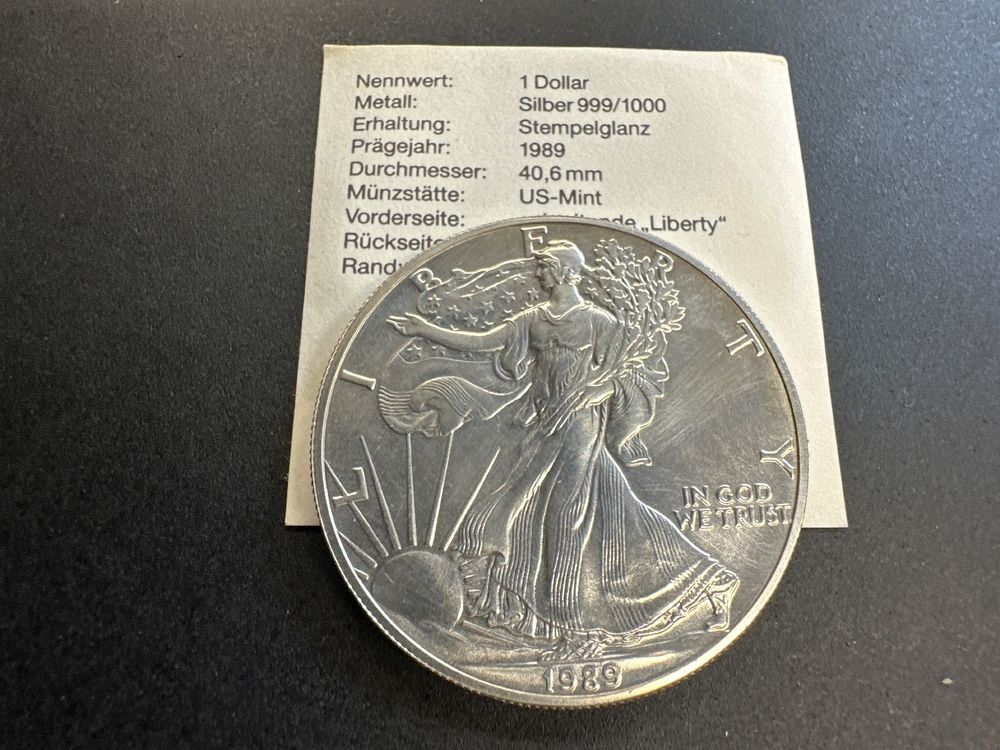 Nennwert: 1 Dollar
Metall: Silber 999/1000
Erhaltung: Stempelglanz
Prägejahr: 1989
Durchmesser: 40,6 mm
Münzstätte: US-Mint
Vorderseite: „Liberty“
LIBERTY
IN GOD
WE TRUST
1989